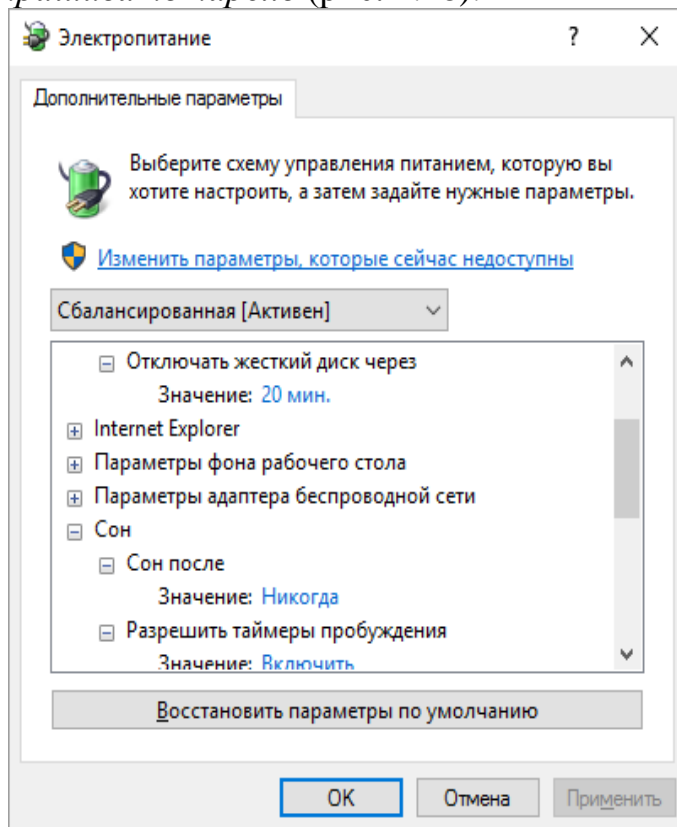 Электропитание ? ×
Дополнительные параметры
Выберите схему управления питанием, которую вы
хотите настроить, а затем задайте нужные параметры.
Изменить параметры, которые сейчас недоступны
Сбалансированная [Активен]
Отключать жесткий диск через
Значение: 20 мин.
Internet Explorer
Параметры фона рабочего стола
Параметры адаптера беспроводной сети
Сон
Сон после
Значение: Никогда
Разрешить таймеры пробуждения
Значение: Включить
Восстановить параметры по умолчанию
OK Отмена Применить